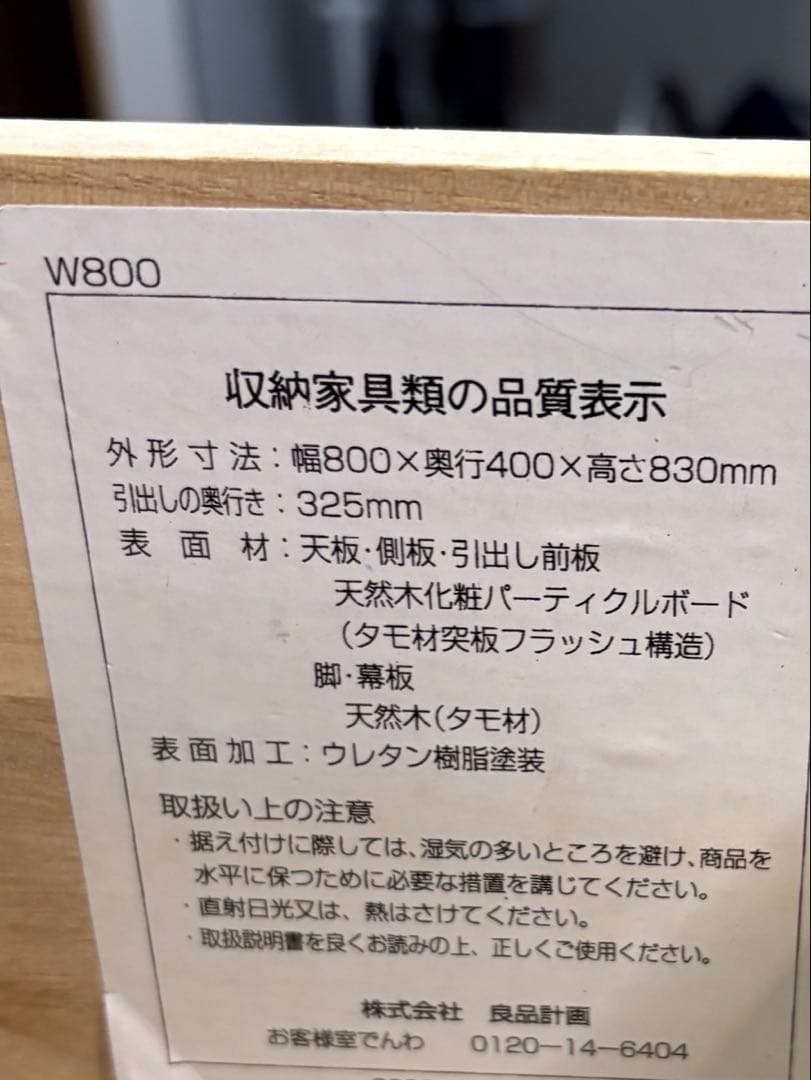 W800
収納家具類の品質表示
外形寸法：幅800×奥行400×高さ830mm
引出しの奥行き：325mm
表面材：天板・側板・引出し前板
天然木化粧パーティクルボード
（タモ材突板フラッシュ構造）
脚・幕板
天然木（タモ材）
表面加工：ウレタン樹脂塗装
取扱い上の注意
・据え付けに際しては、湿気の多いところを避け、商品を
水平に保つために必要な措置を講じてください。
・直射日光又は、熱はさけてください。
・取扱説明書を良くお読みの上、正しくご使用ください。
株式会社 良品計画
お客様室でんわ 0120－14－6404